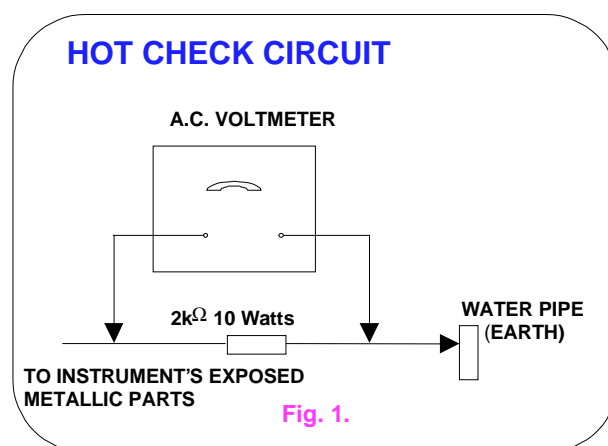 HOT CHECK CIRCUIT
A.C. VOLTMETER
2kΩ 10 Watts
WATER PIPE
(EARTH)
TO INSTRUMENT'S EXPOSED
METALLIC PARTS
Fig. 1.